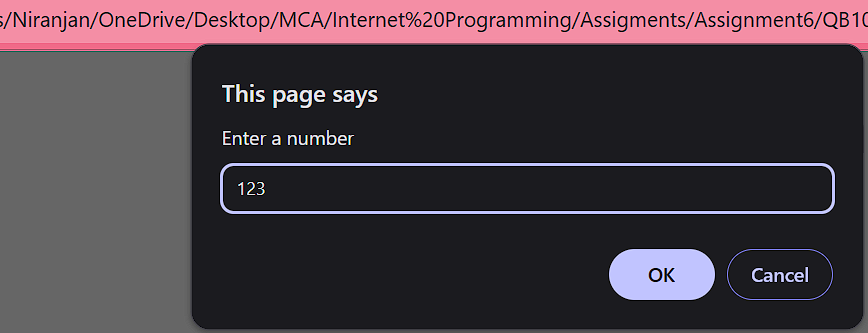 s/Niranjan/OneDrive/Desktop/MCA/Internet%20Programming/Assigments/Assignment6/QB10
This page says
Enter a number
123
OK
Cancel